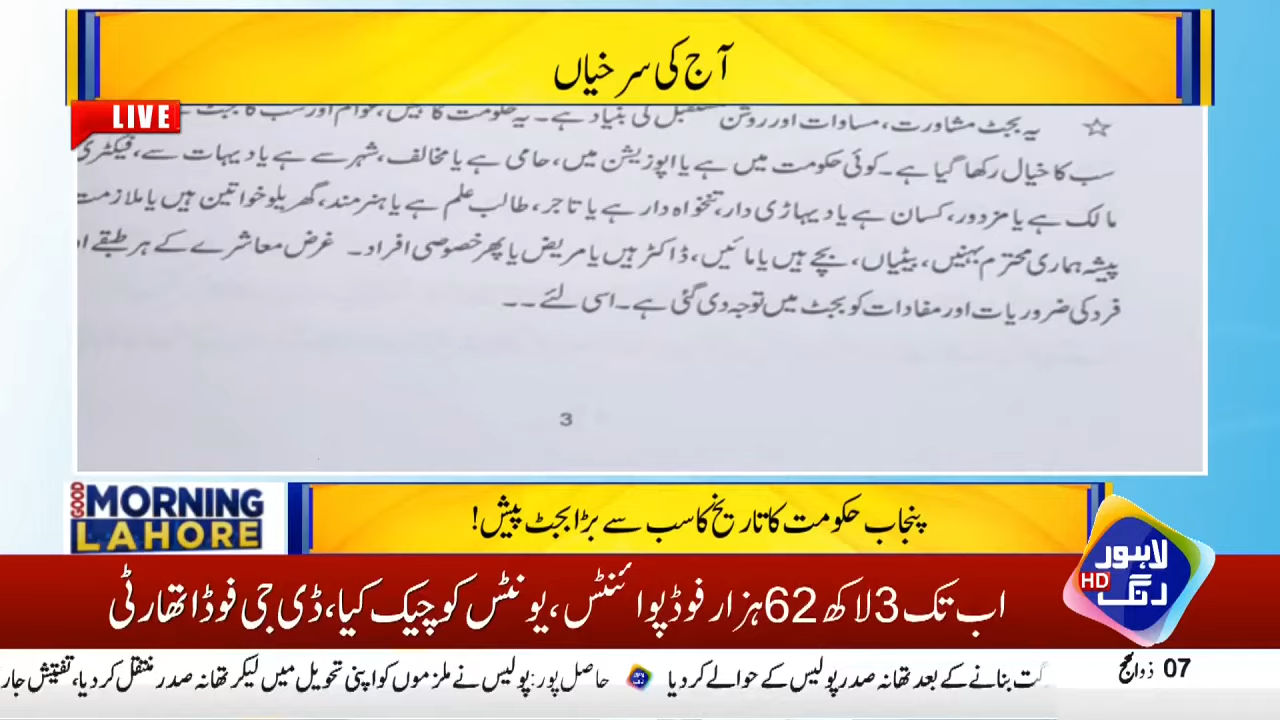 آج کی سرخیاں
LIVE
☆ یہ بجٹ مشاورت، مساوات اور روشن مستقبل کی بنیاد ہے۔ یہ حکومت کا نہیں، عوام اور سب کا بجٹ
سب کا خیال رکھا گیا ہے۔ کوئی حکومت میں ہے یا اپوزیشن میں، حامی ہے یا مخالف، شہر سے ہے یا دیہات سے، فیکٹری
مالک ہے یا مزدور، کسان ہے یا دیہاڑی دار، تنخواہ دار ہے یا تاجر، طالب علم ہے یا ہنرمند، گھریلو خواتین ہیں یا ملازمت
پیشہ ہماری محترم بہنیں، بیٹیاں، بچے ہیں یا مائیں، ڈاکٹر ہیں یا مریض یا پھر خصوصی افراد۔ غرض معاشرے کے ہر طبقے
فرد کی ضروریات اور مفادات کو بجٹ میں توجہ دی گئی ہے۔ اسی لئے ۔۔
3
GOOD MORNING LAHORE
پنجاب حکومت کا تاریخ کا سب سے بڑا بجٹ پیش!
لاہور رنگ HD
اب تک 3 لاکھ 62 ہزار فوڈ پوائنٹس، یونٹس کو چیک کیا، ڈی جی فوڈ اتھارٹی
07 ذوالحج
بنانے کے بعد تھانہ صدر پولیس کے حوالے کر دیا حاصل پور: پولیس نے ملزموں کو اپنی تحویل میں لیکر تھانہ صدر منتقل کر دیا، تفتیش